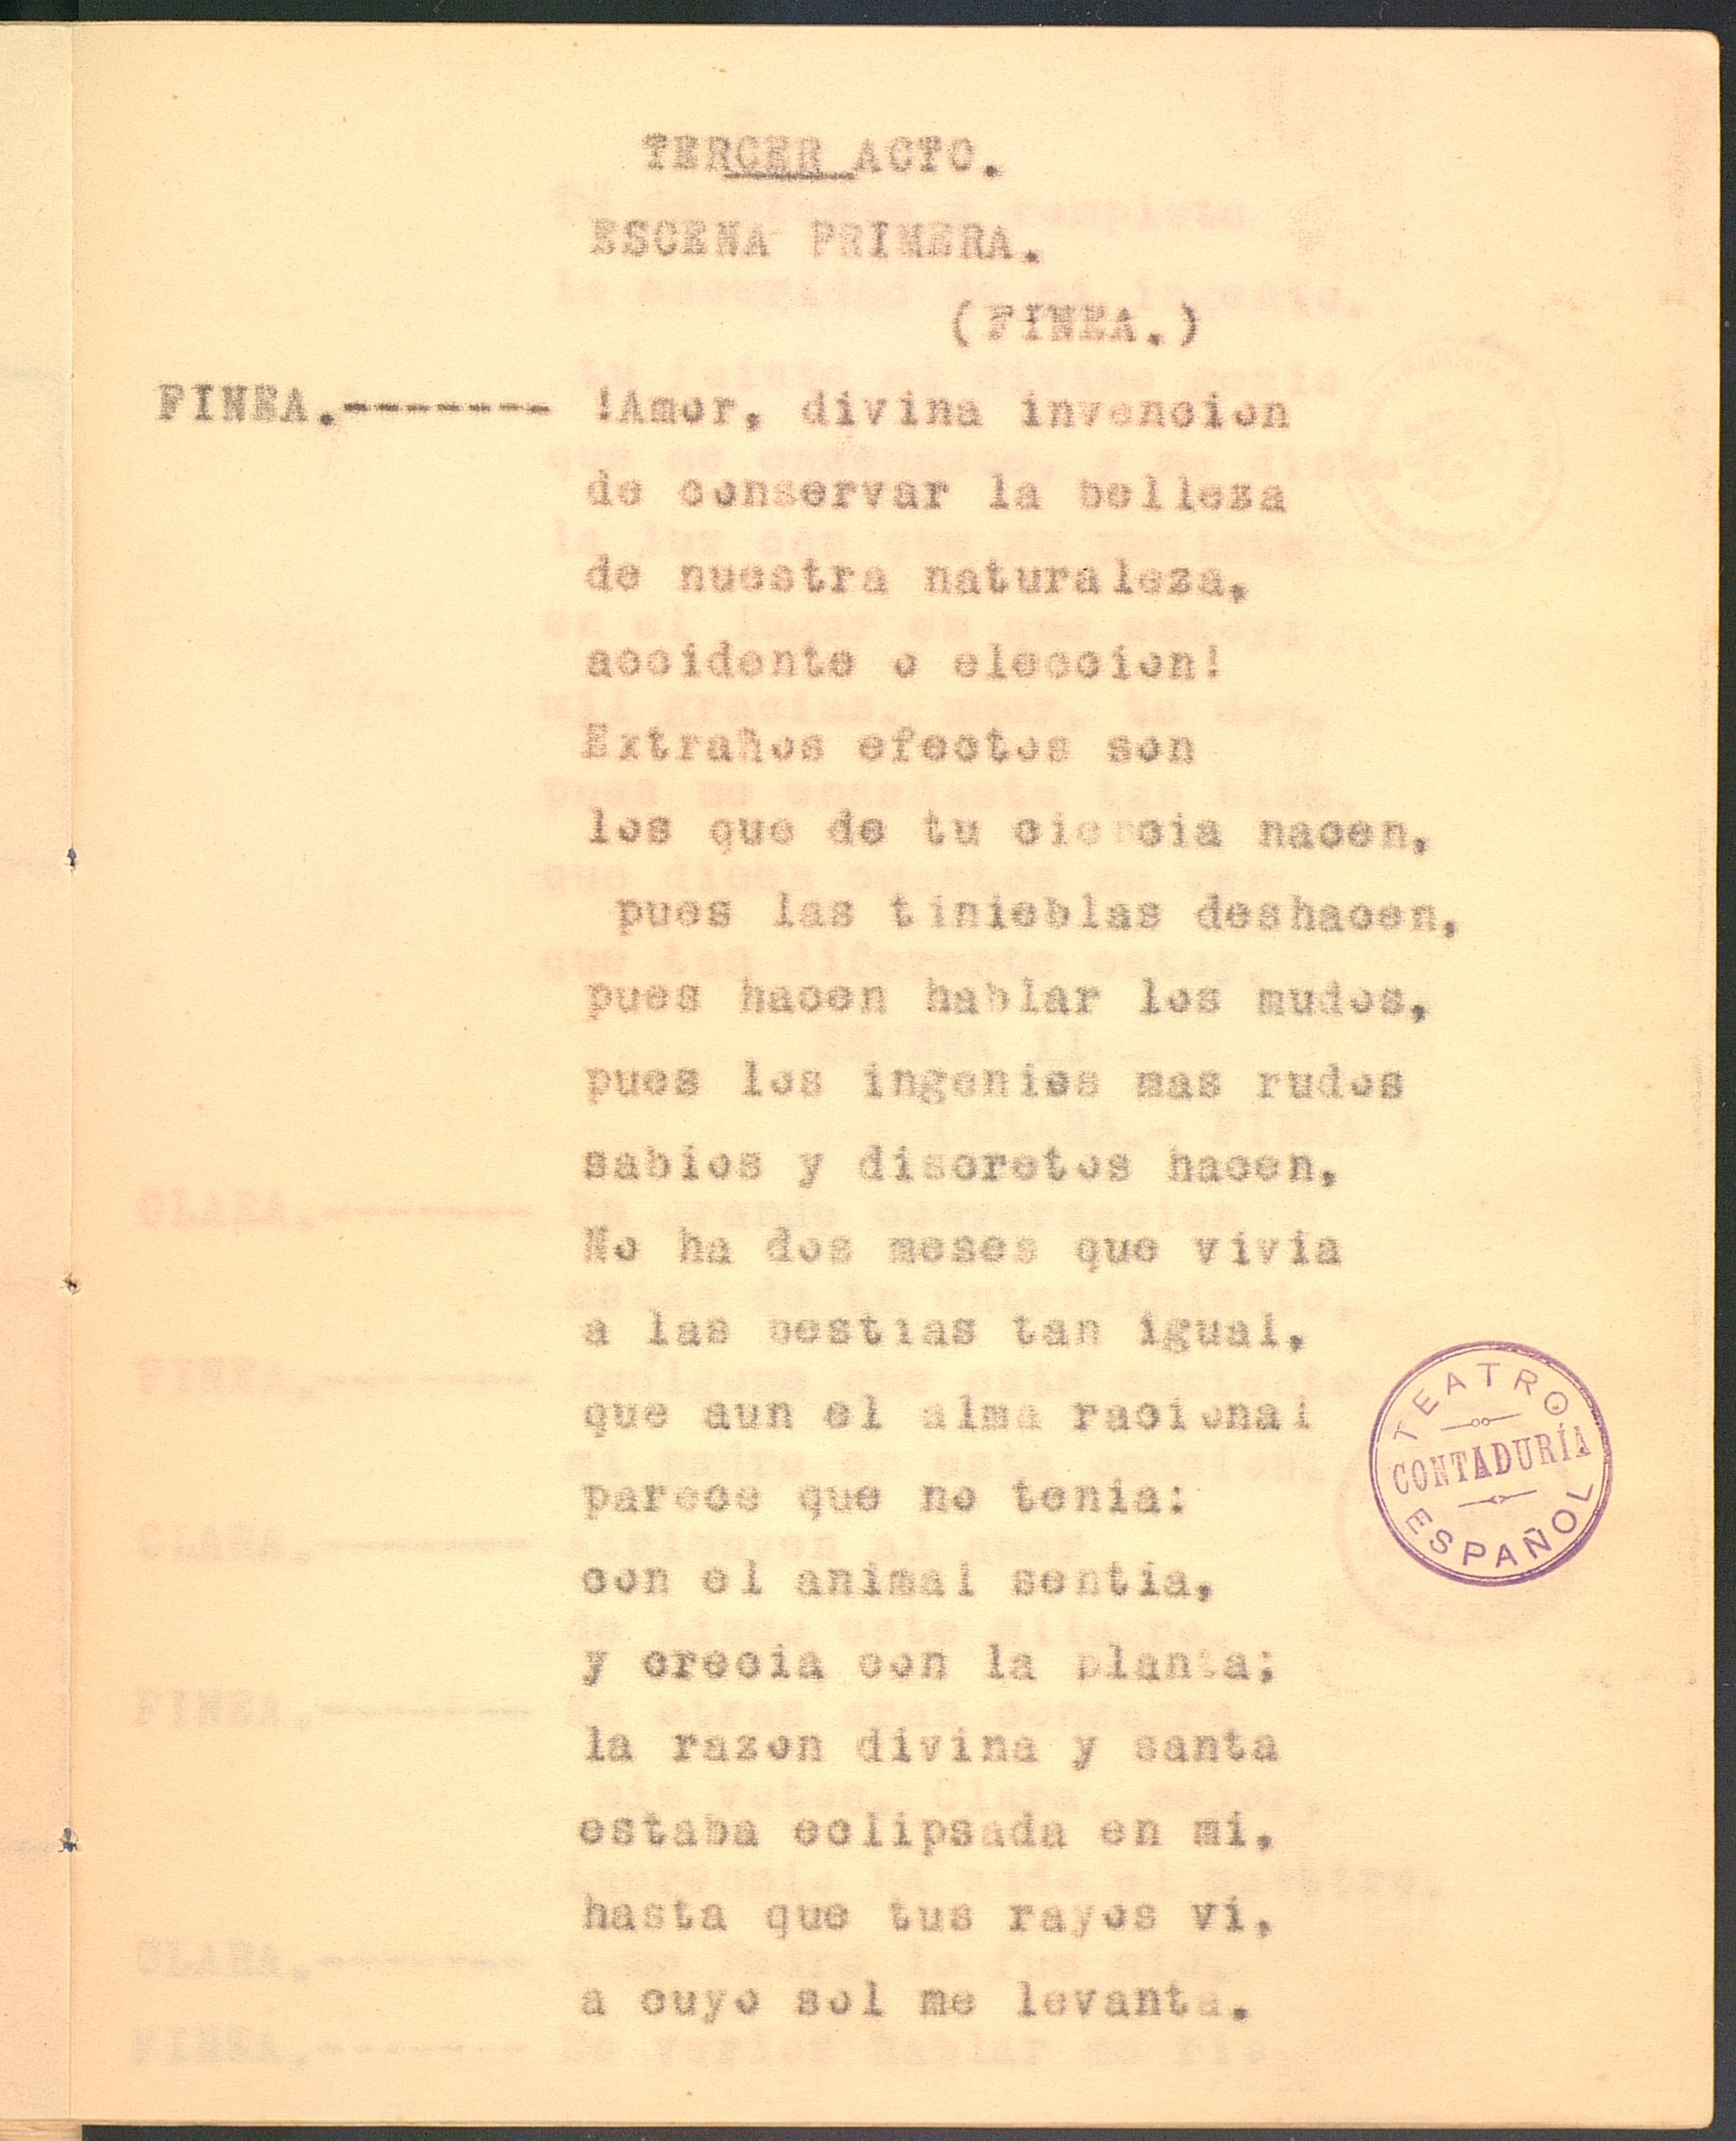 TERCER ACTO.
ESCENA PRIMERA.
(FINEA.)
FINEA.------- !Amor, divina invencion
de conservar la belleza
de nuestra naturaleza,
accidente o eleccion!
Extraños efectos son
los que de tu ciencia nacen,
pues las tinieblas deshacen,
pues hacen hablar los mudos,
pues los ingenios mas rudos
sabios y discretos hacen,
No ha dos meses que vivia
a las bestias tan igual,
que aun el alma racional
parece que no tenia:
con el animal sentia,
y crecia con la planta;
la razon divina y santa
estaba eclipsada en mi,
hasta que tus rayos vi,
a cuyo sol me levanta.
TEATRO
CONTADURÍA
ESPAÑOL